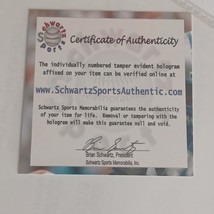 Schwartz
Sports
Certificate of Authenticity
The individually numbered tamper evident hologram
affixed on your item can be verified online at
www.SchwartzSportsAuthentic.com
Schwartz Sports Memorabilia guarantees the authenticity
of your item for life. Removal or tampering with the
hologram will make this guarantee null and void.
Brian Schwartz, President
Schwartz Sports Memorabilia, Inc.